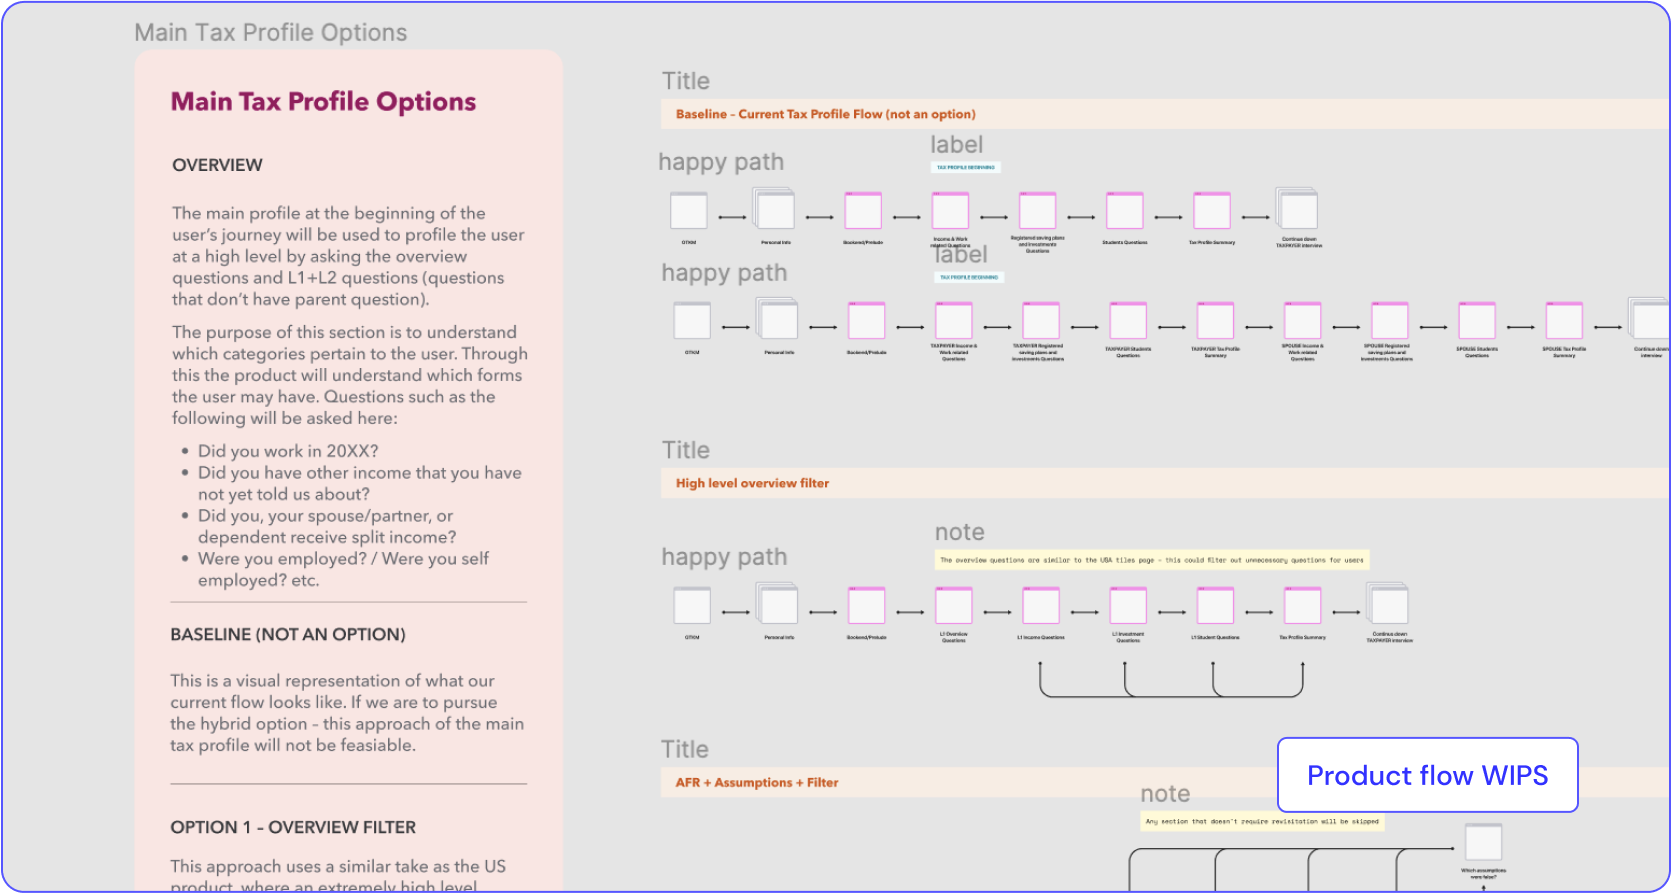 Main Tax Profile Options
Main Tax Profile Options
OVERVIEW
The main profile at the beginning of the
user's journey will be used to profile the user
at a high level by asking the overview
questions and L1+L2 questions (questions
that don't have parent question).
The purpose of this section is to understand
which categories pertain to the user. Through
this the product will understand which forms
the user may have. Questions such as the
following will be asked here:
• Did you work in 20XX?
• Did you have other income that you have
not yet told us about?
• Did you, your spouse/partner, or
dependent receive split income?
• Were you employed? / Were you self
employed? etc.
BASELINE (NOT AN OPTION)
This is a visual representation of what our
current flow looks like. If we are to pursue
the hybrid option – this approach of the main
tax profile will not be feasiable.
OPTION 1 – OVERVIEW FILTER
This approach uses a similar take as the US
product, where an extremely high level
Title
Baseline – Current Tax Profile Flow (not an option)
happy path
label
TAX PROFILE BEGINNING
GTKM
Personal Info
Bookend/Prelude
Income & Work
related Questions
Registered saving plans
and Investments
Questions
Students Questions
Tax Profile Summary
Continue down
TAXPAYER interview
happy path
label
TAX PROFILE BEGINNING
GTKM
Personal Info
Bookend/Prelude
TAXPAYER Income &
Work related
Questions
TAXPAYER Registered
saving plans and
Investments Questions
TAXPAYER Students
Questions
TAXPAYER Tax Profile
Summary
SPOUSE Income &
Work related
Questions
SPOUSE Registered
saving plans and
Investments Questions
SPOUSE Students
Questions
SPOUSE Tax Profile
Summary
Continue down
interview
Title
High level overview filter
happy path
note
The overview questions are similar to the USA tiles page - this could filter out unnecessary questions for users
GTKM
Personal Info
Bookend/Prelude
L1 Overview
Questions
L1 Income Questions
L1 Investment
Questions
L1 Student Questions
Tax Profile Summary
Continue down
TAXPAYER interview
Title
AFR + Assumptions + Filter
note
Any section that doesn't require revisitation will be skipped
Which assumptions
were false?
Product flow WIPS